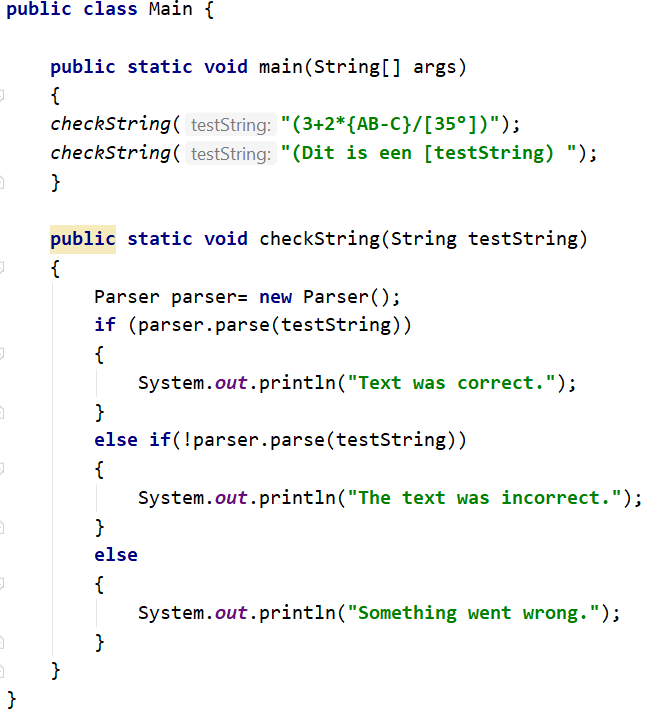 public class Main {
public static void main(String[] args)
{
checkString( testString: "(3+2*{AB-C}/[35°])");
checkString( testString: "(Dit is een [testString) ");
}
public static void checkString(String testString)
{
Parser parser= new Parser();
if (parser.parse(testString))
{
System.out.println("Text was correct.");
}
else if(!parser.parse(testString))
{
System.out.println("The text was incorrect.");
}
else
{
System.out.println("Something went wrong.");
}
}
}